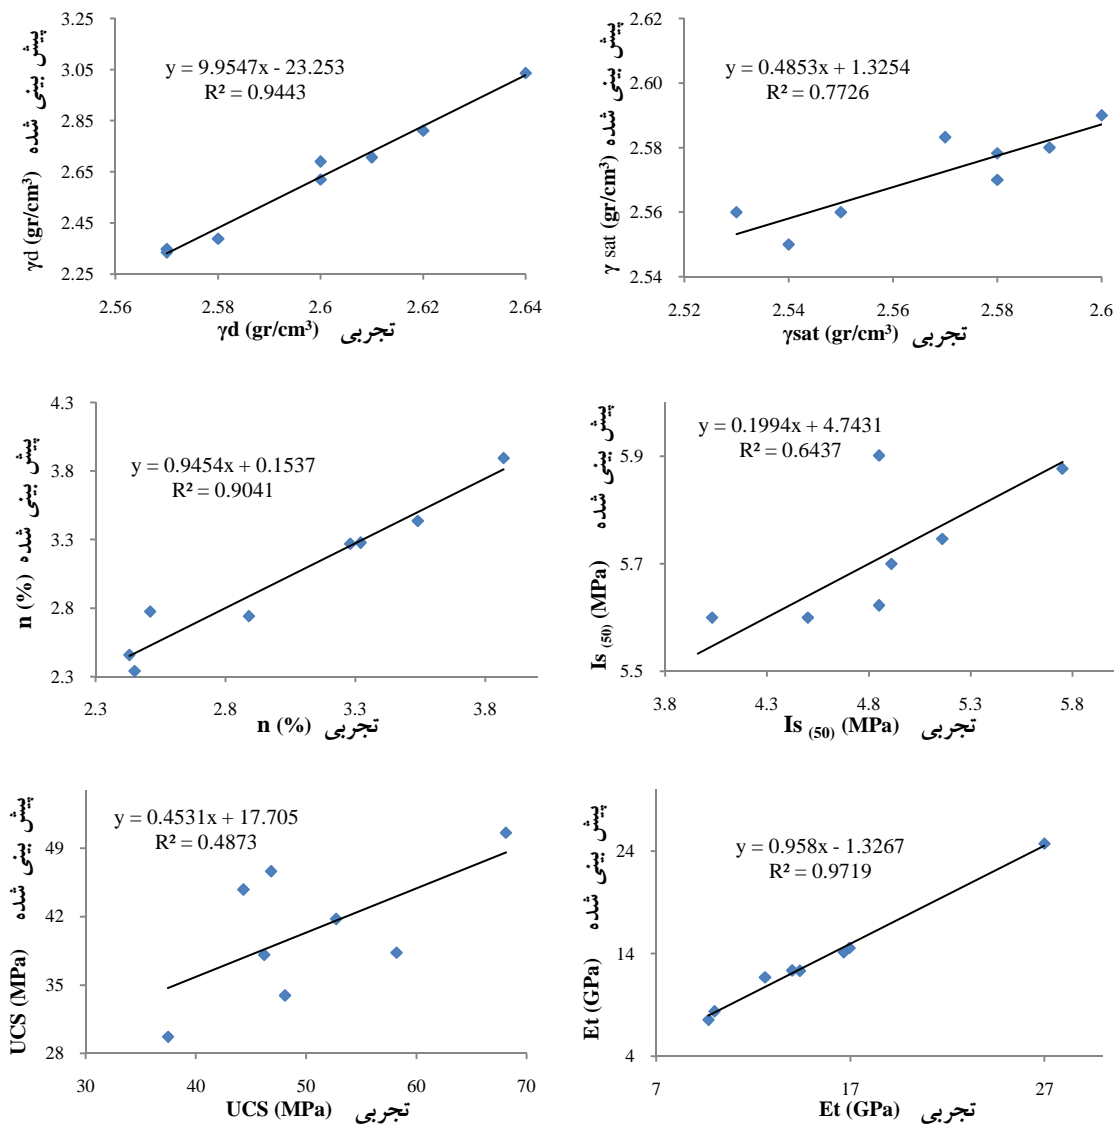 پیش بینی شده γd (gr/cm³)
3.25
3.05
2.85
2.65
2.45
2.25
y = 9.9547x - 23.253
R² = 0.9443
2.56 2.58 2.6 2.62 2.64
γd (gr/cm³) تجربی
پیش بینی شده γ sat (gr/cm³)
2.62
2.60
2.58
2.56
2.54
y = 0.4853x + 1.3254
R² = 0.7726
2.52 2.54 2.56 2.58 2.6
γsat (gr/cm³) تجربی
پیش بینی شده n (%)
4.3
3.8
3.3
2.8
2.3
y = 0.9454x + 0.1537
R² = 0.9041
2.3 2.8 3.3 3.8
n (%) تجربی
پیش بینی شده Is (50) (MPa)
5.9
5.7
5.5
y = 0.1994x + 4.7431
R² = 0.6437
3.8 4.3 4.8 5.3 5.8
Is (50) (MPa) تجربی
پیش بینی شده UCS (MPa)
49
42
35
28
y = 0.4531x + 17.705
R² = 0.4873
30 40 50 60 70
UCS (MPa) تجربی
پیش بینی شده Et (GPa)
24
14
4
y = 0.958x - 1.3267
R² = 0.9719
7 17 27
Et (GPa) تجربی